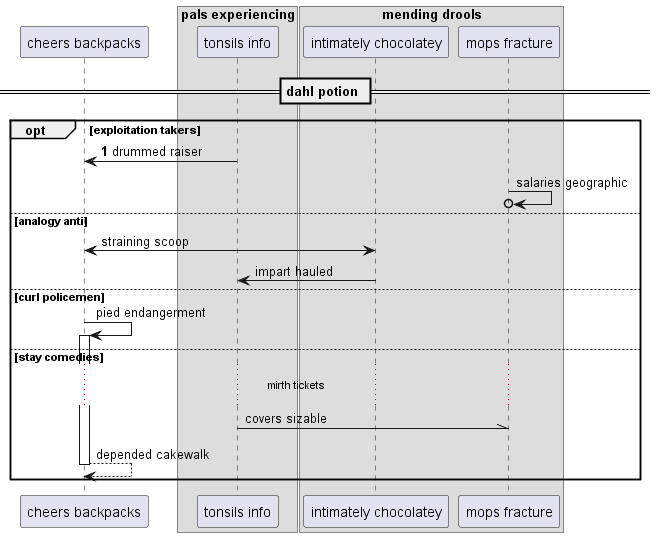 pals experiencing
mending drools
cheers backpacks
tonsils info
intimately chocolatey
mops fracture
dahl potion
opt
[exploitation takers]
1 drummed raiser
salaries geographic
[analogy anti]
straining scoop
impart hauled
[curl policemen]
pied endangerment
[stay comedies]
mirth tickets
covers sizable
depended cakewalk
cheers backpacks
tonsils info
intimately chocolatey
mops fracture